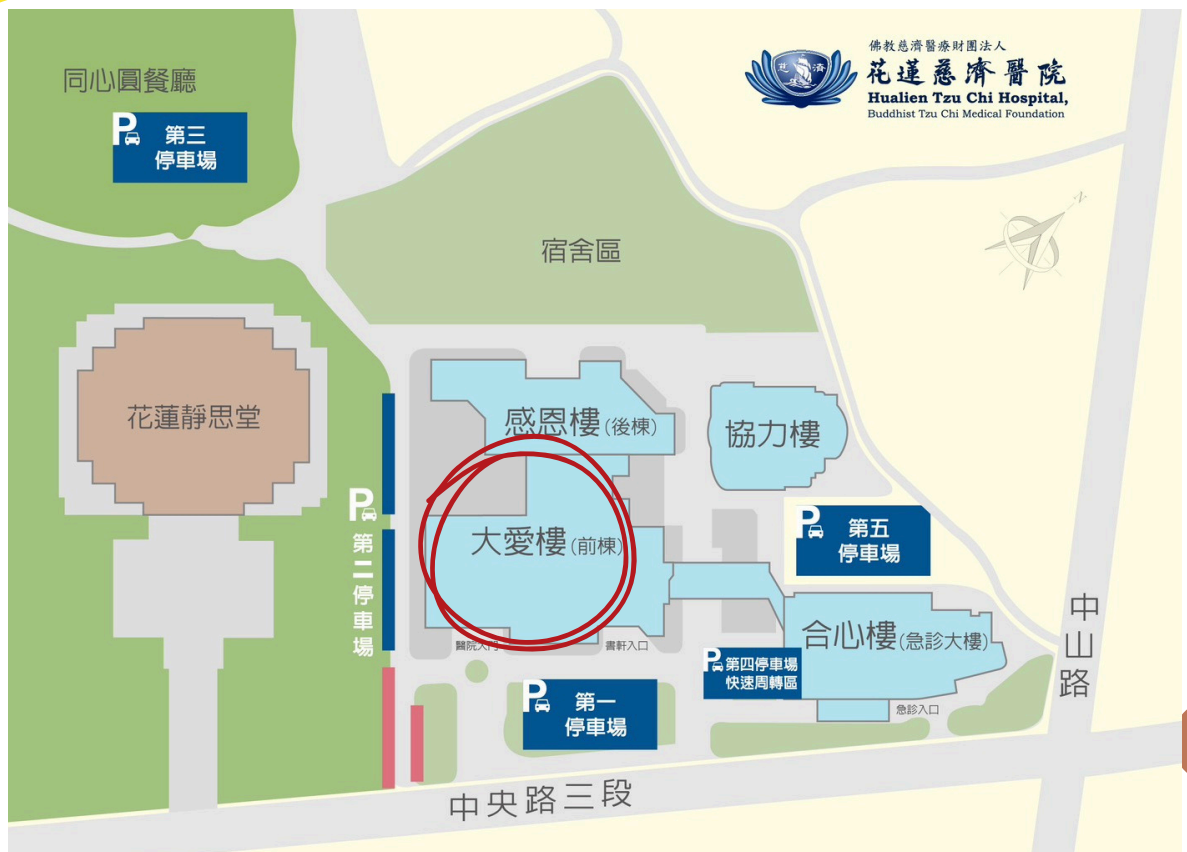 佛教慈濟醫療財團法人
花蓮慈濟醫院
Hualien Tzu Chi Hospital,
Buddhist Tzu Chi Medical Foundation
慈 濟
同心圓餐廳
P 第三
停車場
N
宿舍區
花蓮靜思堂
感恩樓(後棟)
協力樓
P
第二停車場
大愛樓(前棟)
P 第五
停車場
中山路
合心樓(急診大樓)
醫院入門
書軒入口
P 第四停車場
快速周轉區
P 第一
停車場
急診入口
中央路三段